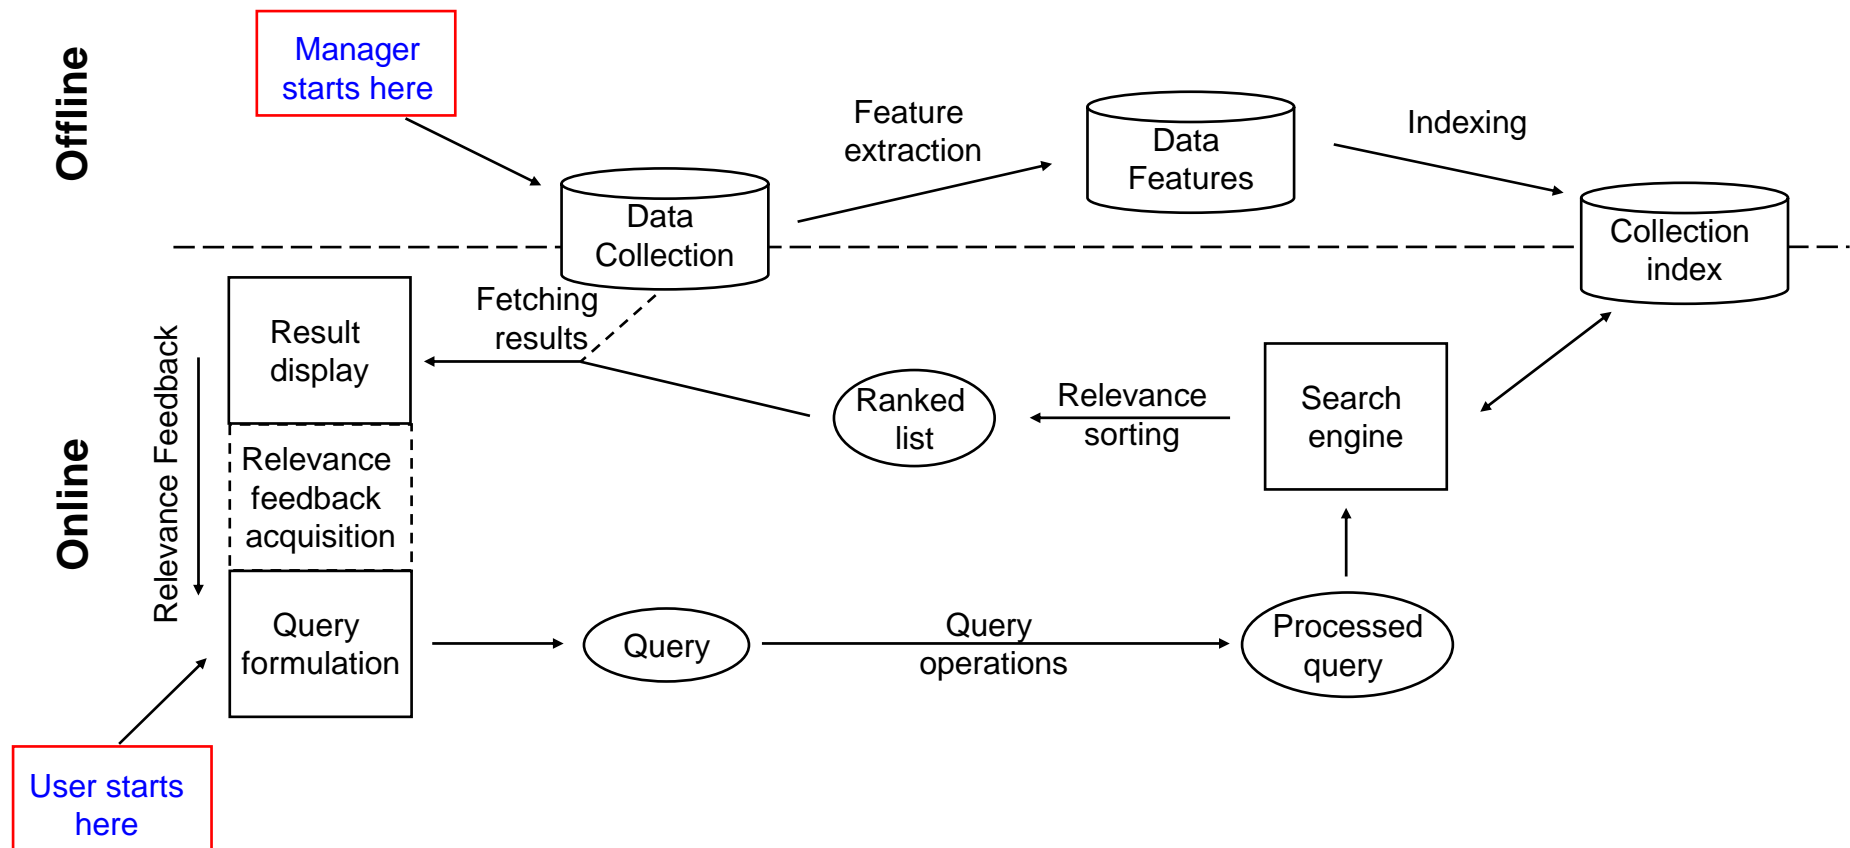 Offline
Manager
starts here
Feature
extraction
Data
Features
Indexing
Data
Collection
Collection
index
Fetching
results
Result
display
Relevance Feedback
Relevance
feedback
acquisition
Online
Ranked
list
Relevance
sorting
Search
engine
Query
formulation
Query
Query
operations
Processed
query
User starts
here